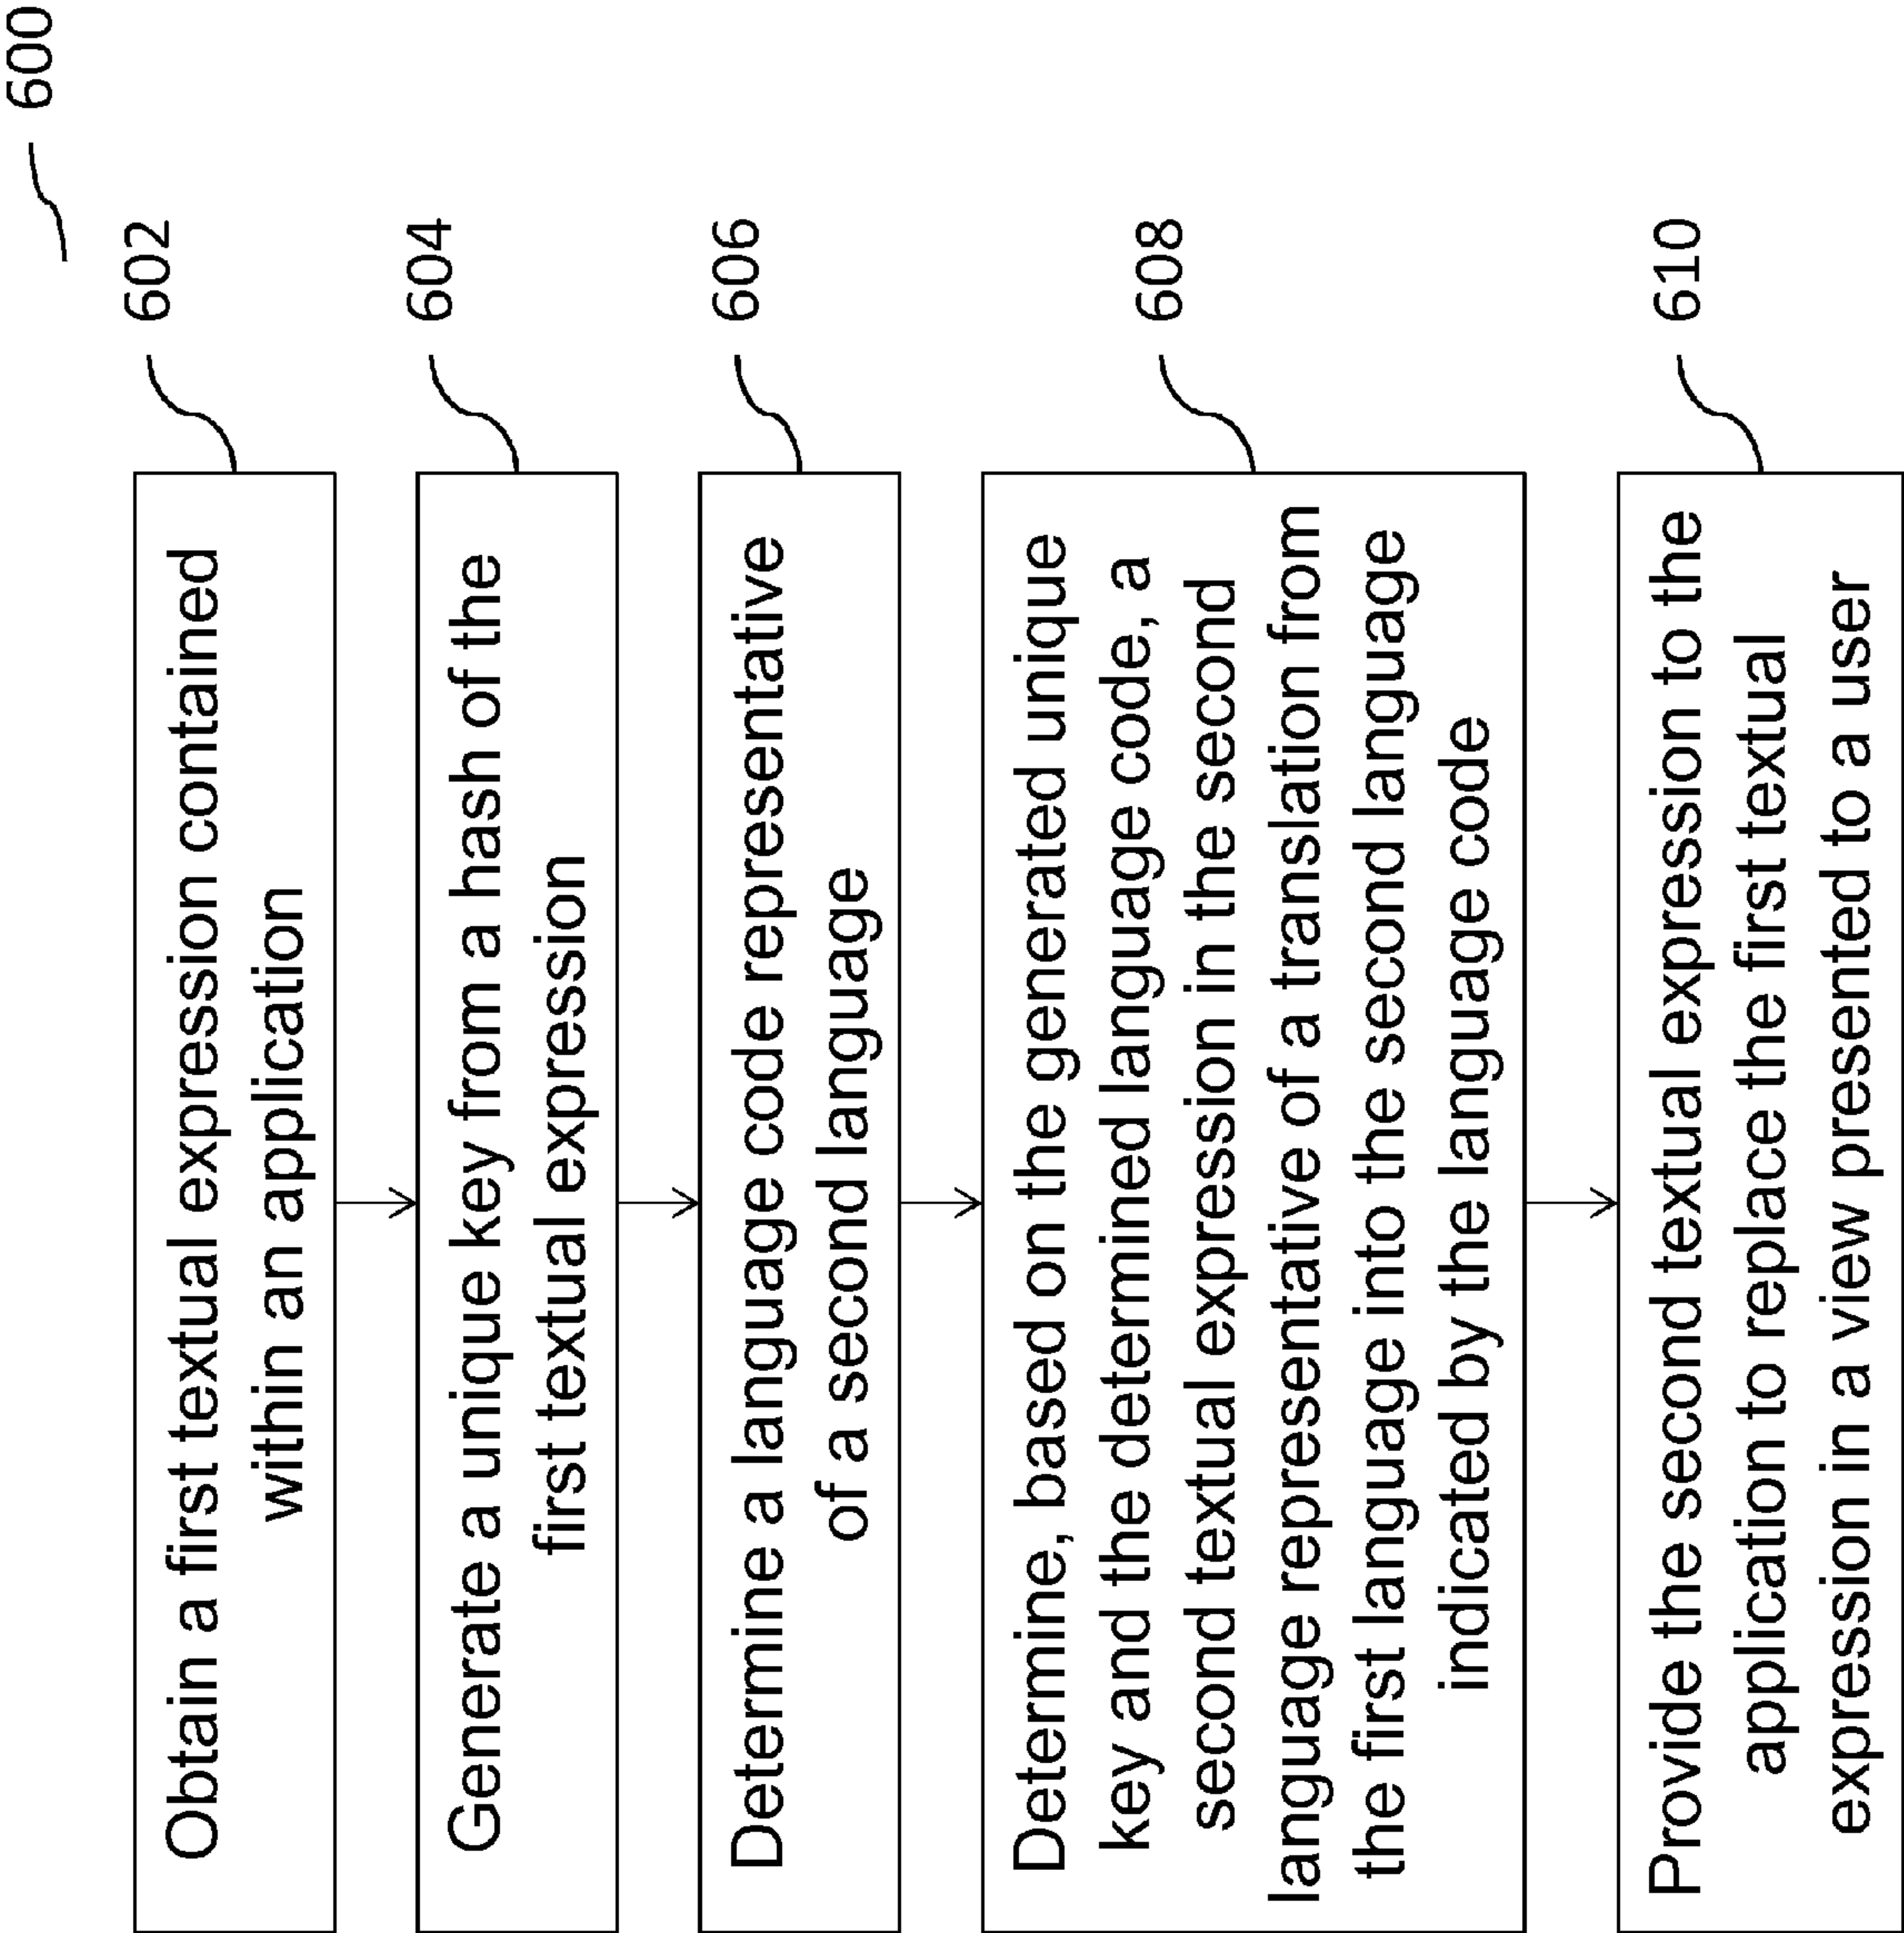 600
602
Obtain a first textual expression contained
within an application
604
Generate a unique key from a hash of the
first textual expression
606
Determine a language code representative
of a second language
608
Determine, based on the generated unique
key and the determined language code, a
second textual expression in the second
language representative of a translation from
the first language into the second language
indicated by the language code
610
Provide the second textual expression to the
application to replace the first textual
expression in a view presented to a user